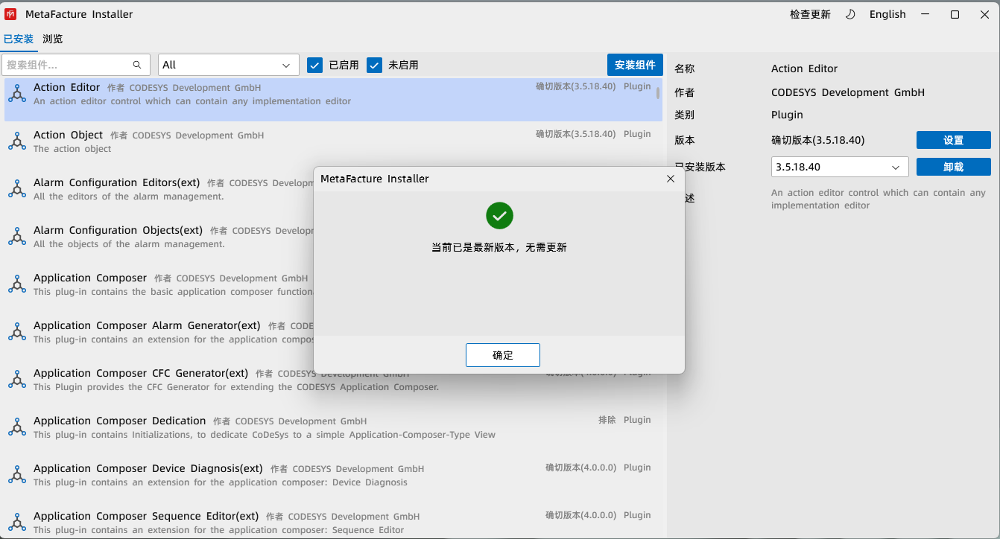 MetaFacture Installer
检查更新 English
已安装 浏览
搜索组件... All 已启用 未启用 安装组件
Action Editor 作者 CODESYS Development GmbH 确切版本(3.5.18.40) Plugin
An action editor control which can contain any implementation editor
Action Object 作者 CODESYS Development GmbH 确切版本(3.5.18.40) Plugin
The action object
Alarm Configuration Editors(ext) 作者 CODESYS
All the editors of the alarm management.
Alarm Configuration Objects(ext) 作者 CODESYS
All the objects of the alarm management.
Application Composer 作者 CODESYS Development GmbH
This plug-in contains the basic application composer
Application Composer Alarm Generator(ext) 作者
This plug-in contains an extension for the application
Application Composer CFC Generator(ext) 作者 CODESYS Development GmbH Plugin
This Plugin provides the CFC Generator for extending the CODESYS Application Composer.
Application Composer Dedication 作者 CODESYS Development GmbH 排除 Plugin
This plug-in contains Initializations, to dedicate CoDeSys to a simple Application-Composer-Type View
Application Composer Device Diagnosis(ext) 作者 CODESYS Development GmbH 确切版本(4.0.0.0) Plugin
This plug-in contains an extension for the application composer: Device Diagnosis
Application Composer Sequence Editor(ext) 作者 CODESYS Development GmbH 确切版本(4.0.0.0) Plugin
This plug-in contains an extension for the application composer: Sequence Editor
名称 Action Editor
作者 CODESYS Development GmbH
类别 Plugin
版本 确切版本(3.5.18.40) 设置
已安装版本 3.5.18.40 卸载
述 An action editor control which can contain any
implementation editor
MetaFacture Installer
当前已是最新版本，无需更新
确定